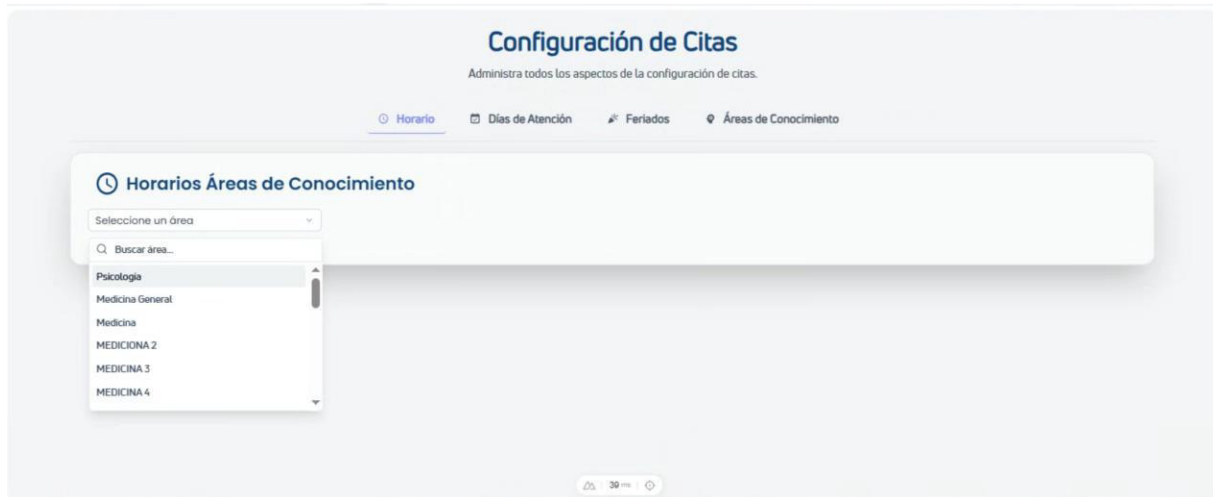 Configuración de Citas
Administra todos los aspectos de la configuración de citas.
Horario Días de Atención Feriados Áreas de Conocimiento
Horarios Áreas de Conocimiento
Seleccione un área
Buscar área...
Psicologia
Medicina General
Medicina
MEDICIONA 2
MEDICINA 3
MEDICINA 4
39 ms